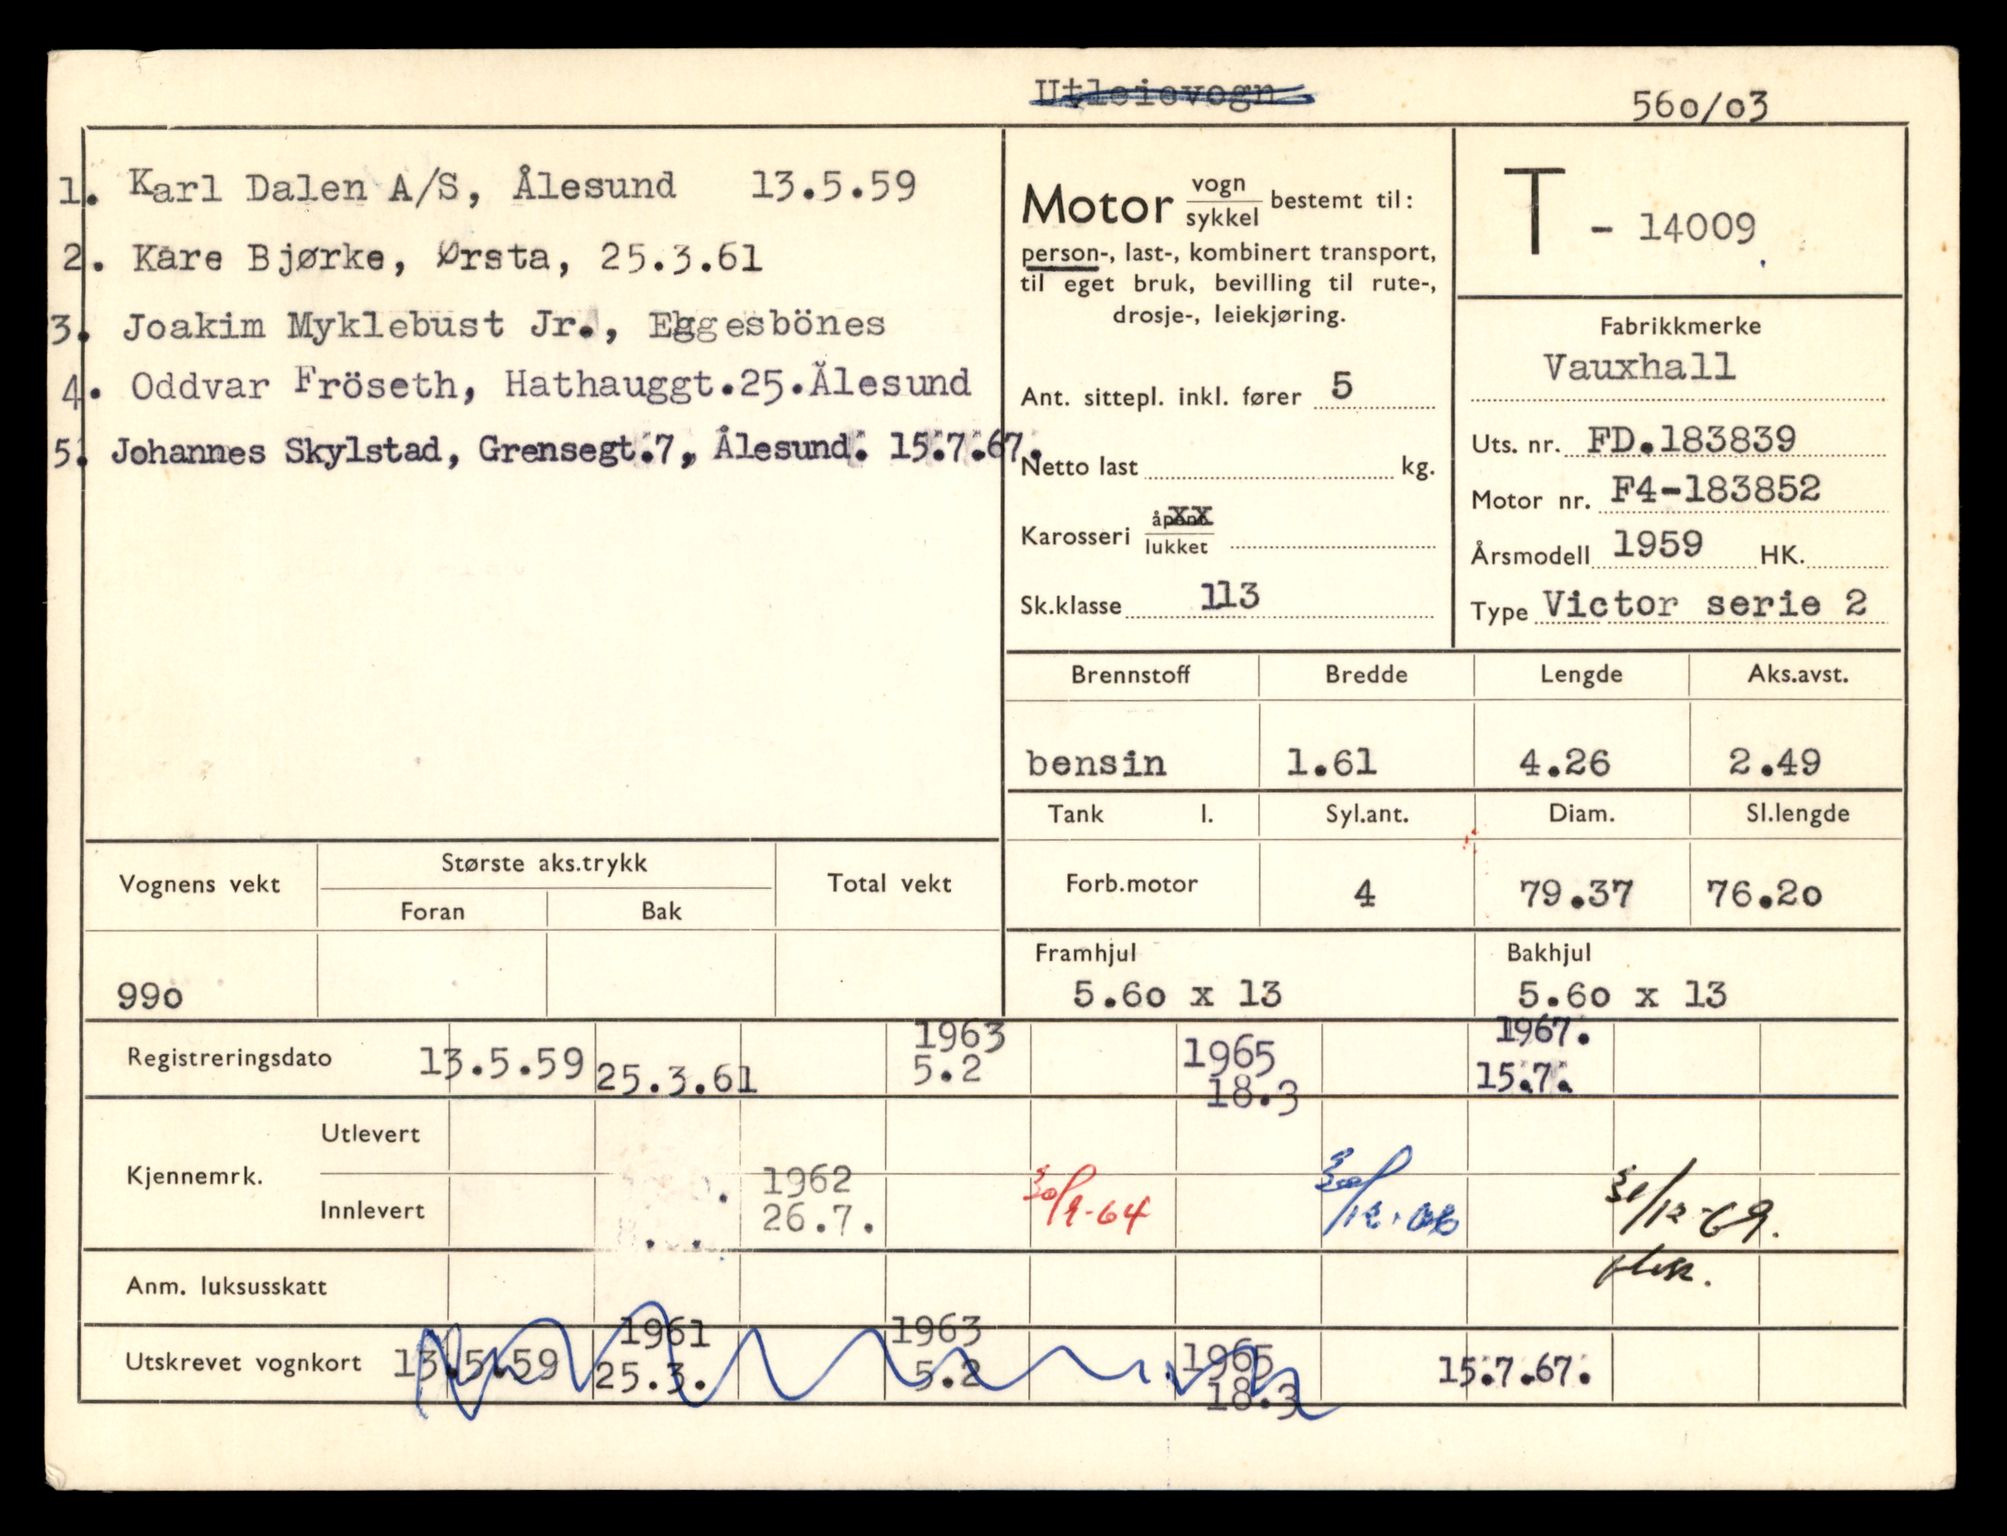 Utleievogn
560/03
1. Karl Dalen A/S, Ålesund 13.5.59
2. Kåre Bjørke, Ørsta, 25.3.61
3. Joakim Myklebust Jr., Eggesbönes
4. Oddvar Fröseth, Hathauggt.25.Ålesund
5. Johannes Skylstad, Grensegt.7, Ålesund. 15.7.67.
Motor vogn/sykkel bestemt til:
person-, last-, kombinert transport,
til eget bruk, bevilling til rute-,
drosje-, leiekjøring.
Ant. sittepl. inkl. fører 5
Netto last kg.
Karosseri åpent/lukket
xx
Sk.klasse 113
T - 14009
Fabrikkmerke
Vauxhall
Uts. nr. FD.183839
Motor nr. F4-183852
Årsmodell 1959 HK.
Type Victor serie 2
Brennstoff Bredde Lengde Aks.avst.
bensin 1.61 4.26 2.49
Tank l. Syl.ant. Diam. Sl.lengde
Forb.motor 4 79.37 76.20
Framhjul Bakhjul
5.60 x 13 5.60 x 13
Vognens vekt Største aks.trykk Total vekt
Foran Bak
990
1963 1965 1967.
Registreringsdato 13.5.59 25.3.61 5.2 18.3 15.7.
Kjennemrk.
Utlevert
Innlevert
1962
26.7. 30/9-64 31/12-69.
Anm. luksusskatt
1961 1963 1965
Utskrevet vognkort 13.5.59 25.3. 5.2 18.3 15.7.67.